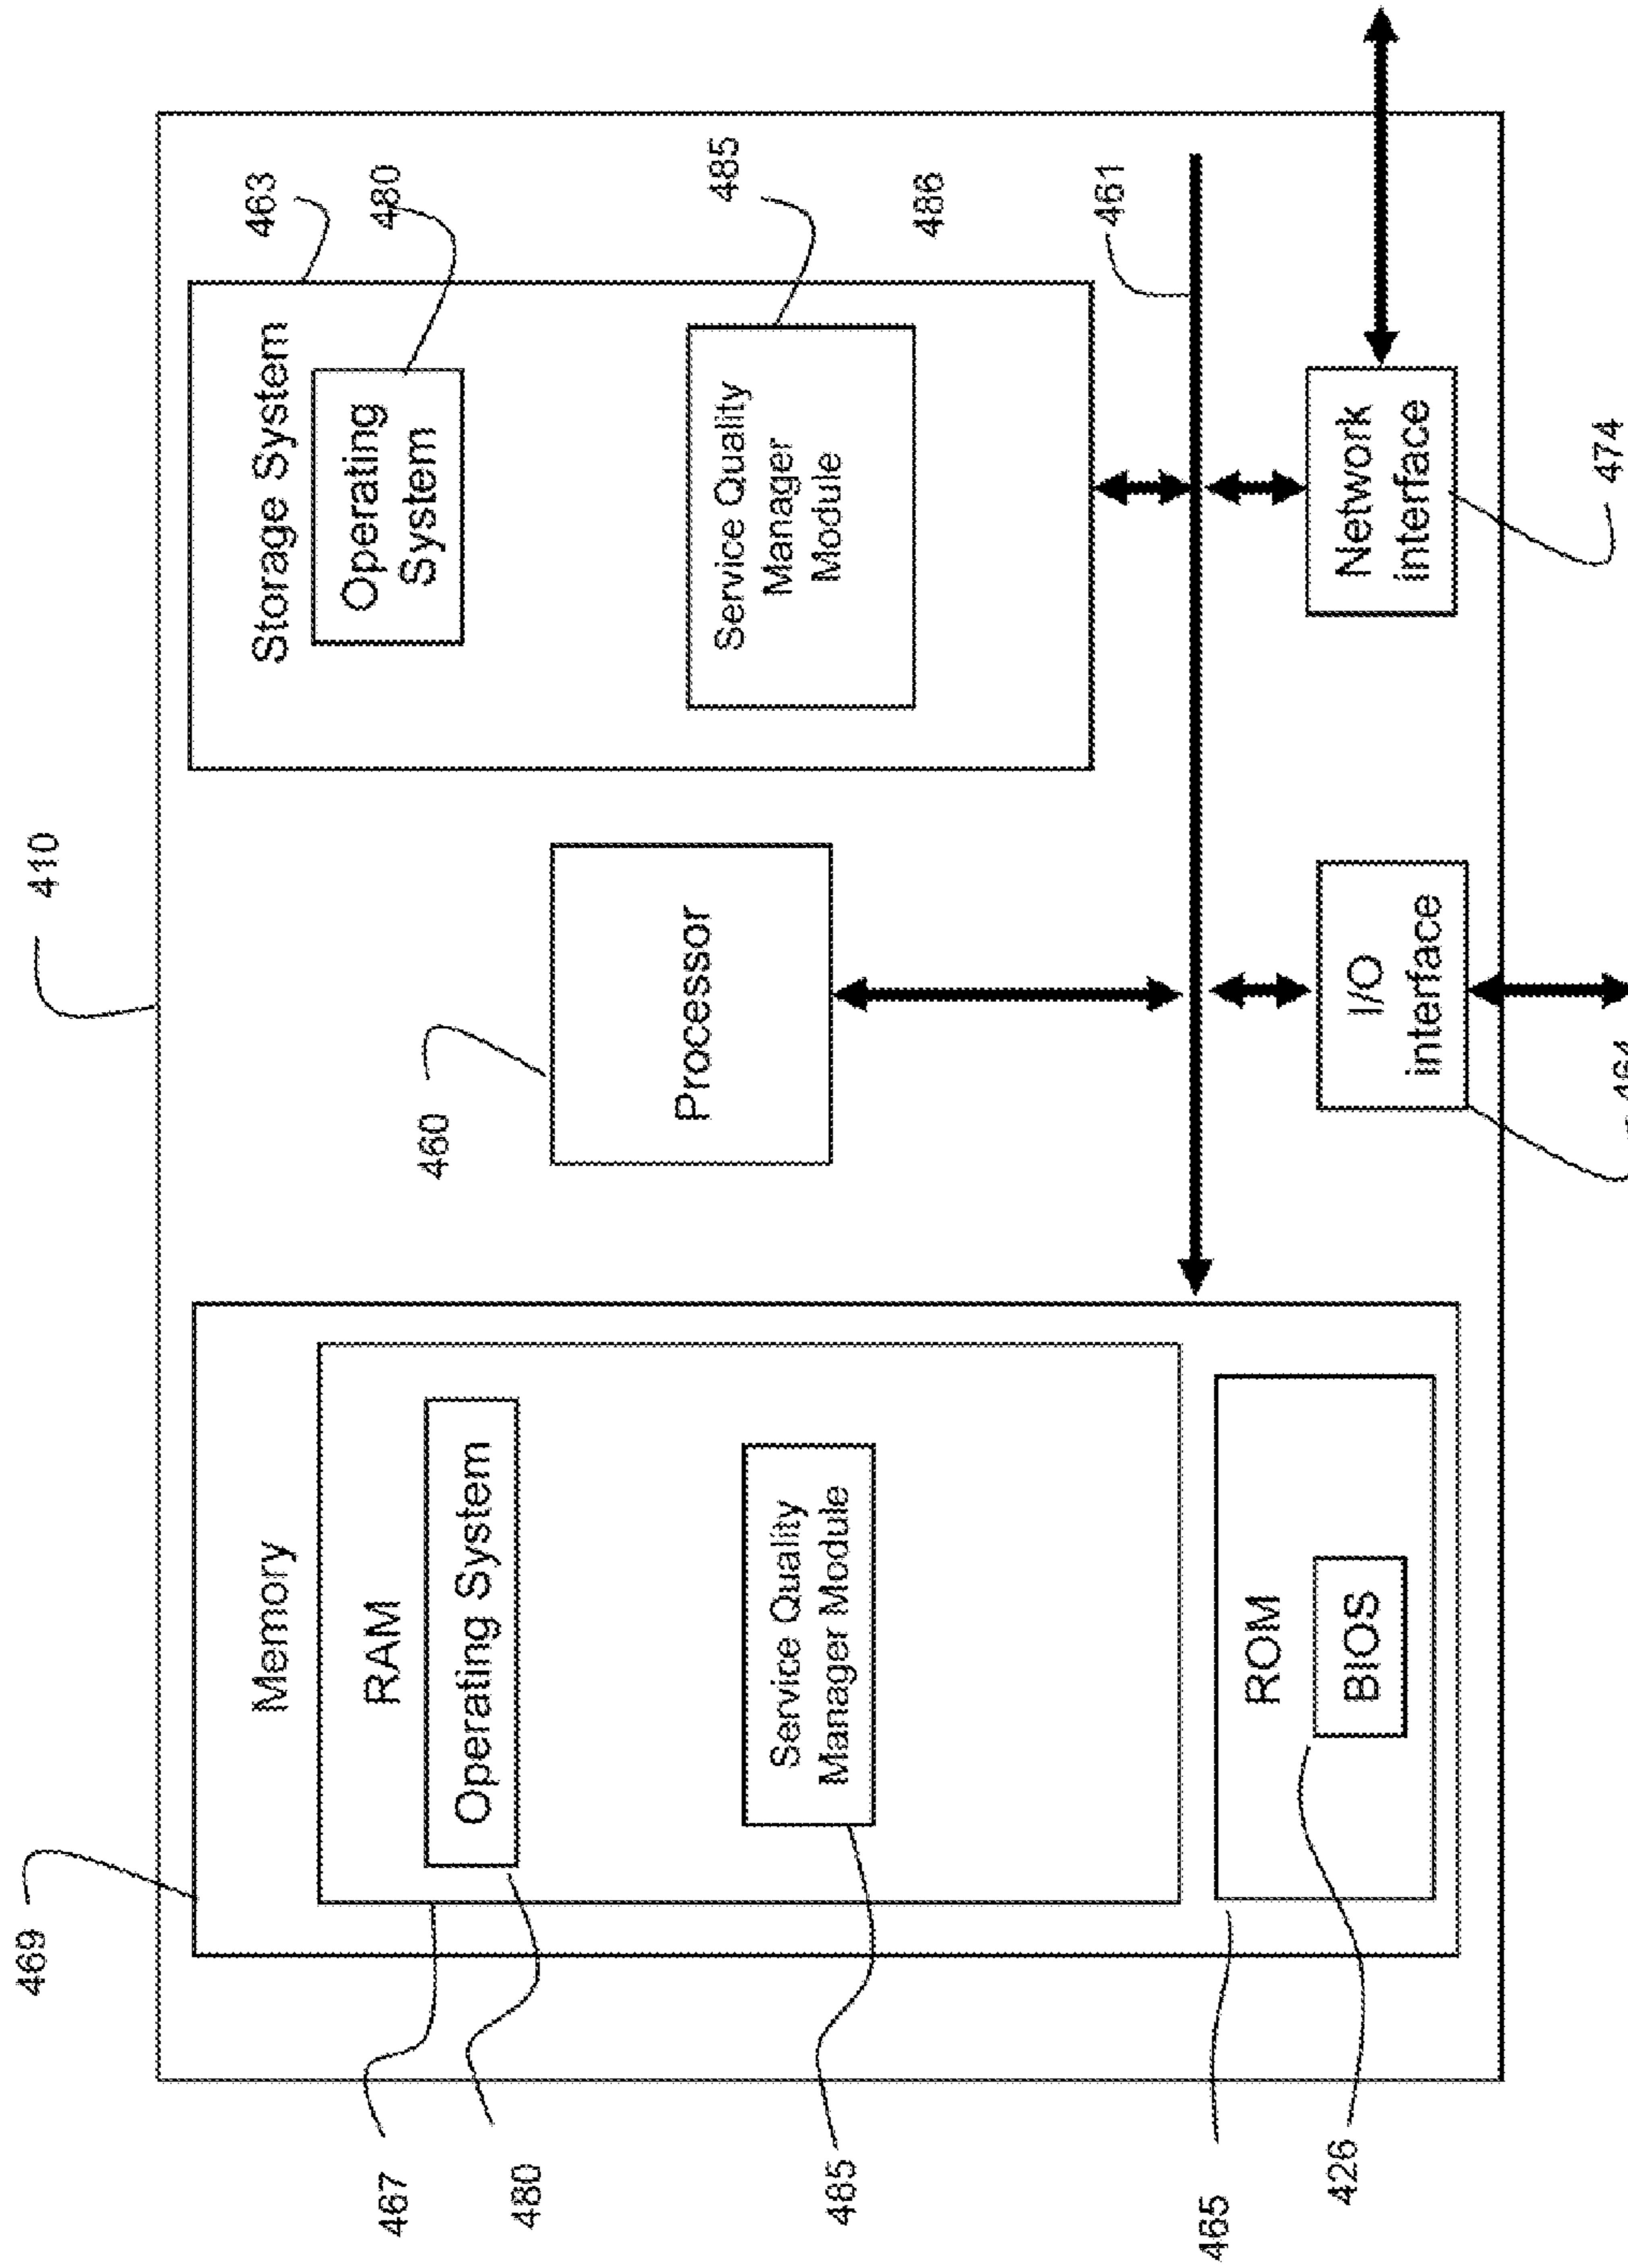 410
469
Memory
RAM
Operating System
Service Quality
Manager Module
ROM
BIOS
467
480
485
465
426
460
Processor
Storage System
Operating
System
Service Quality
Manager
Module
463
480
485
486
461
I/O
interface
Network
interface
474